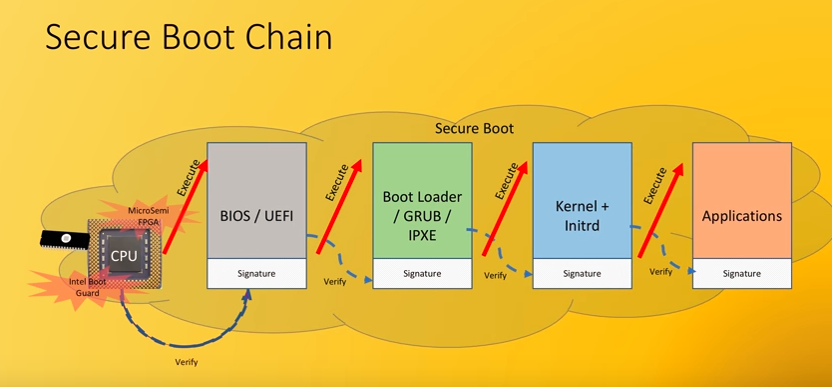 Secure Boot Chain
Secure Boot
Execute
Execute
Execute
Execute
MicroSemi
FPGA
CPU
Intel Boot
Guard
BIOS / UEFI
Signature
Boot Loader
/ GRUB /
IPXE
Signature
Kernel +
Initrd
Signature
Applications
Signature
Verify
Verify
Verify
Verify